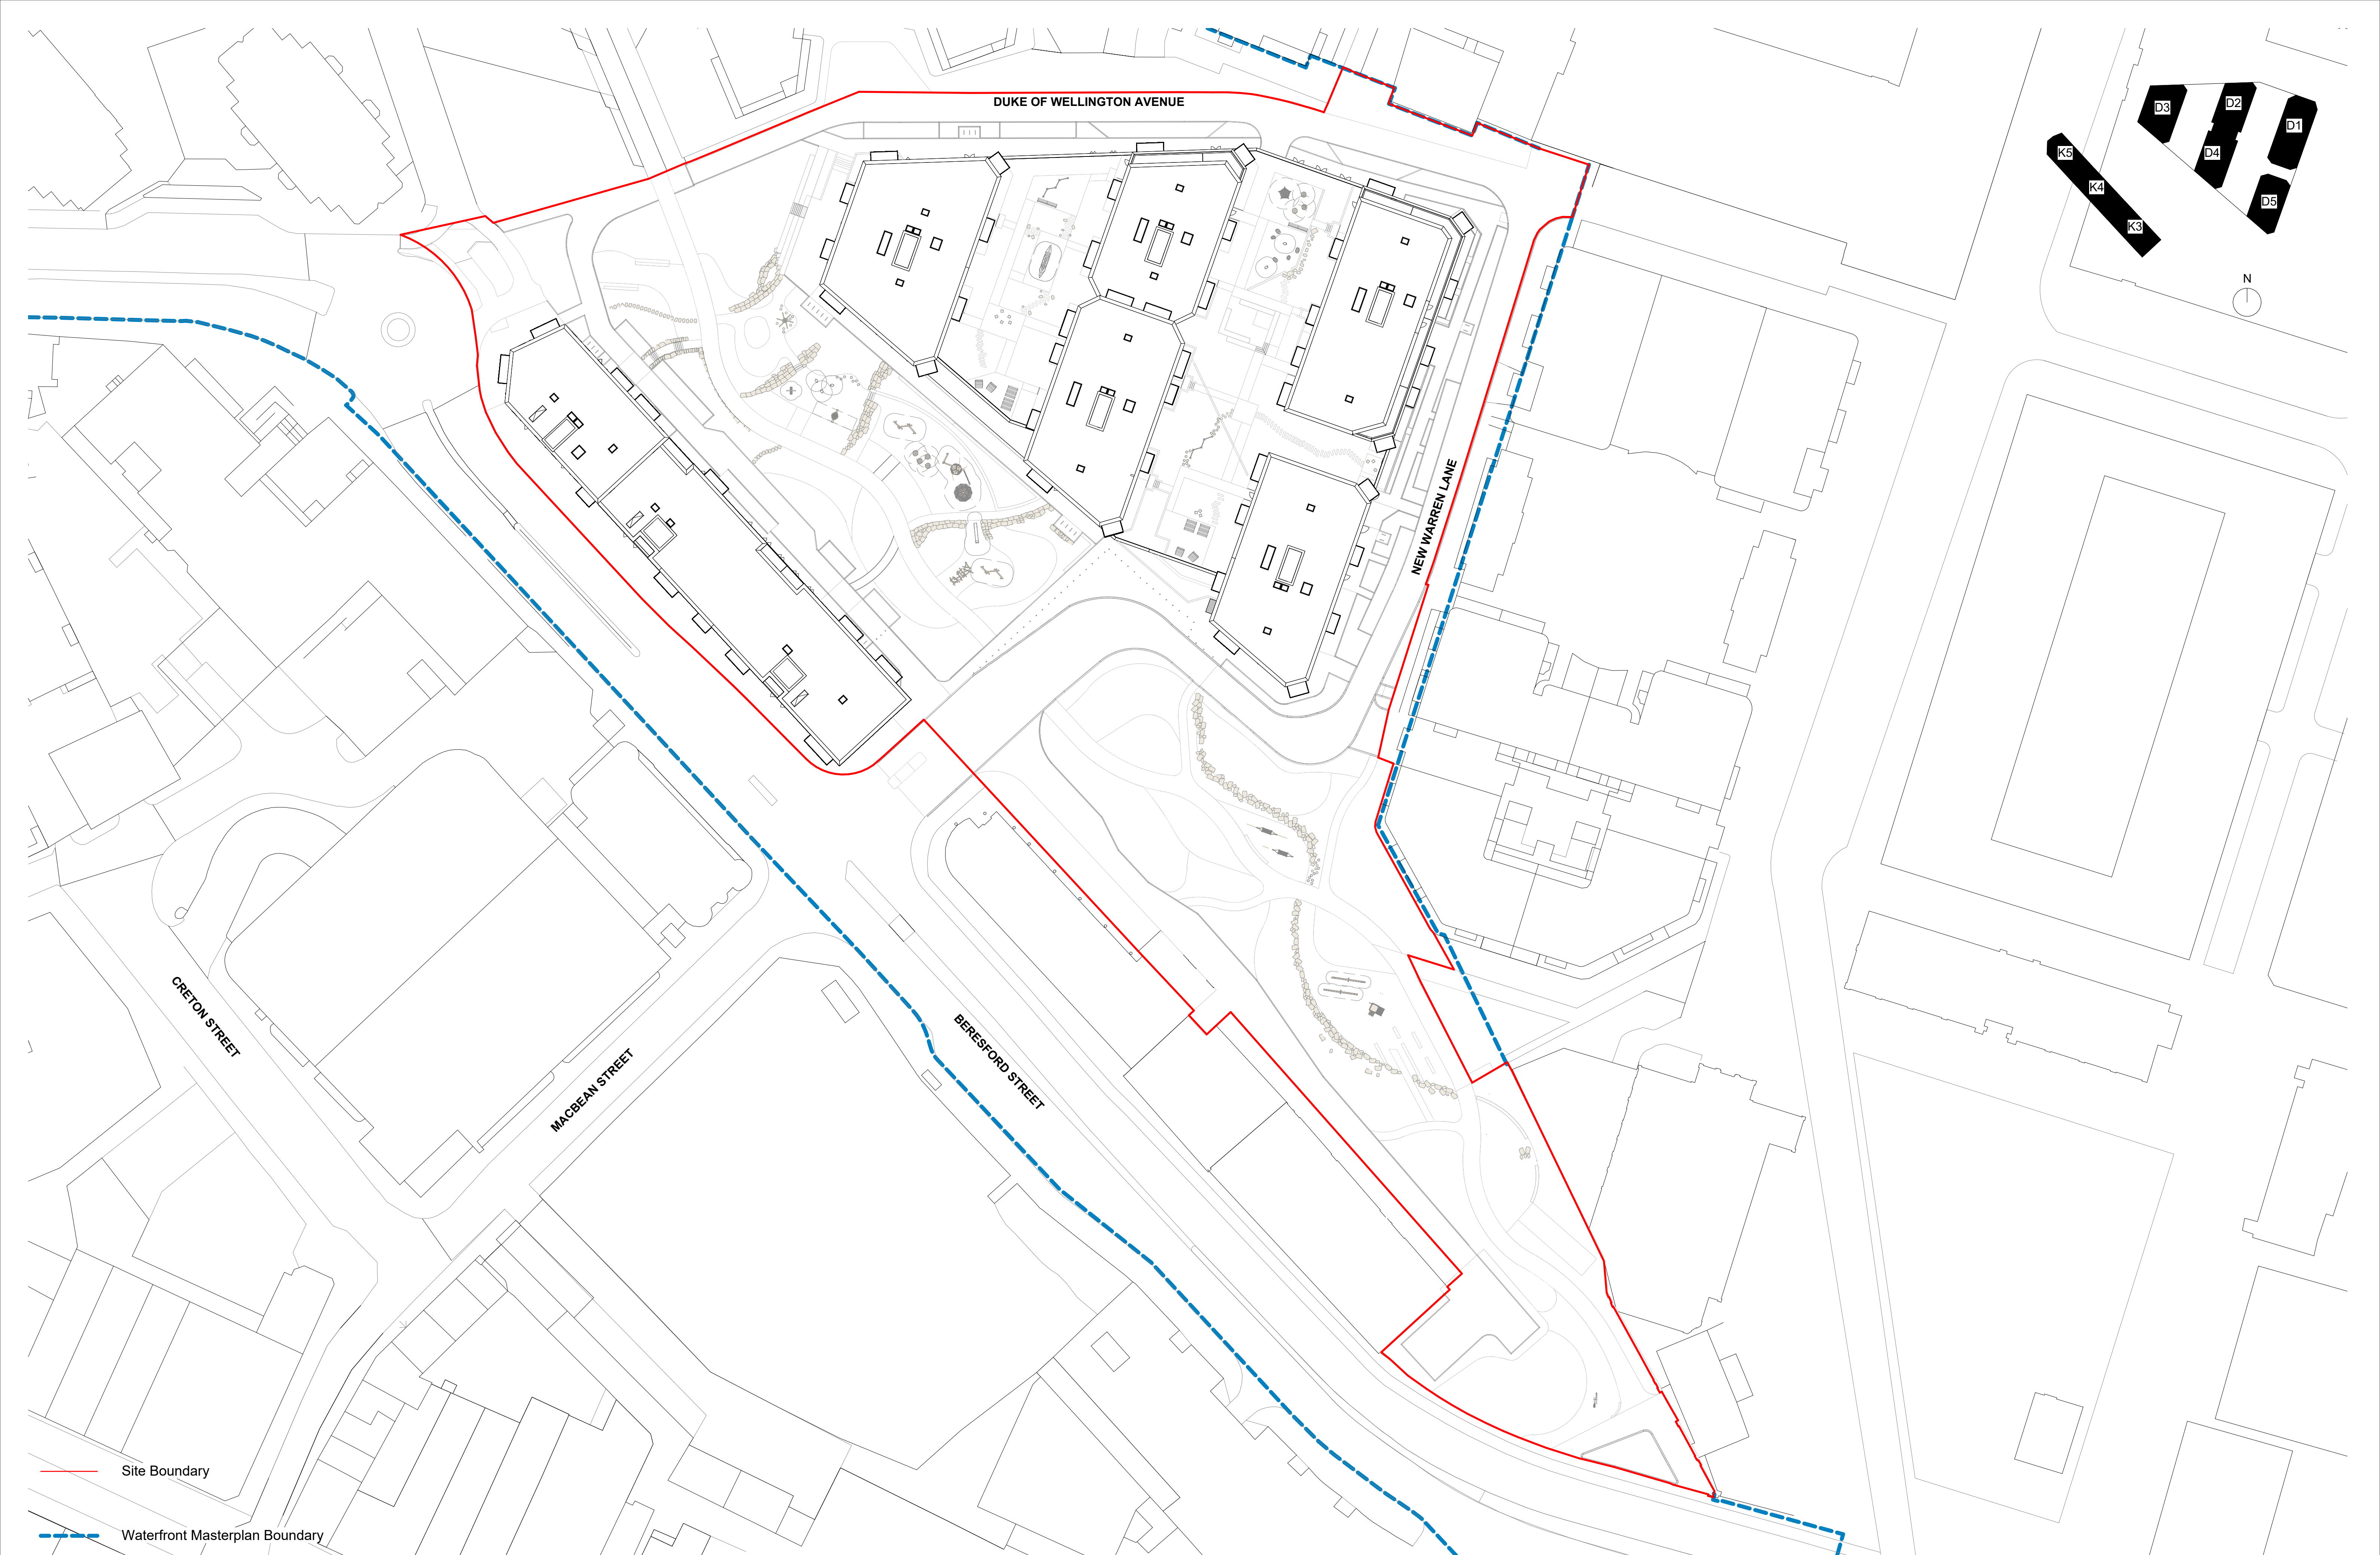 DUKE OF WELLINGTON AVENUE
D3
D2
D1
K5
D4
K4
D5
K3
N
NEW WARREN LANE
CRETON STREET
MACBEAN STREET
BERESFORD STREET
Site Boundary
Waterfront Masterplan Boundary